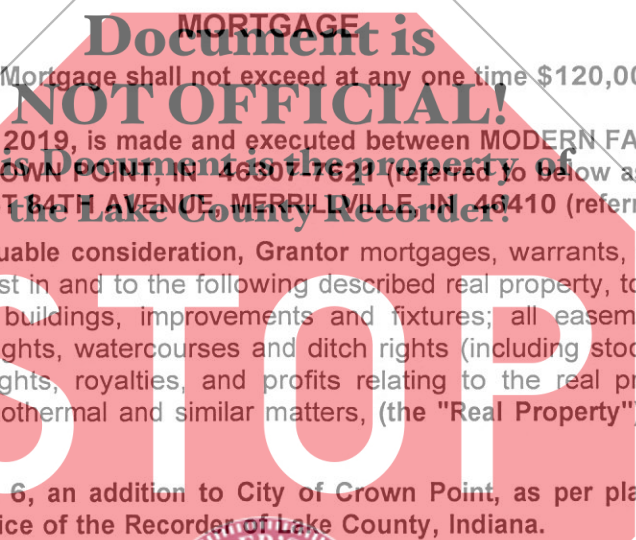 MORTGAGE
Document is
Mortgage shall not exceed at any one time $120,00
NOT OFFICIAL!
2019, is made and executed between MODERN FA
is Document is the property of
OWN POINT, IN 46307-7621 (referred to below as
T 84TH AVENUE, MERRILLVILLE, IN 46410 (referr
the Lake County Recorder!
uable consideration, Grantor mortgages, warrants,
st in and to the following described real property, to
buildings, improvements and fixtures; all easem
ghts, watercourses and ditch rights (including stoc
ghts, royalties, and profits relating to the real pr
othermal and similar matters, (the "Real Property")
STOP
6, an addition to City of Crown Point, as per pla
ice of the Recorder of Lake County, Indiana.